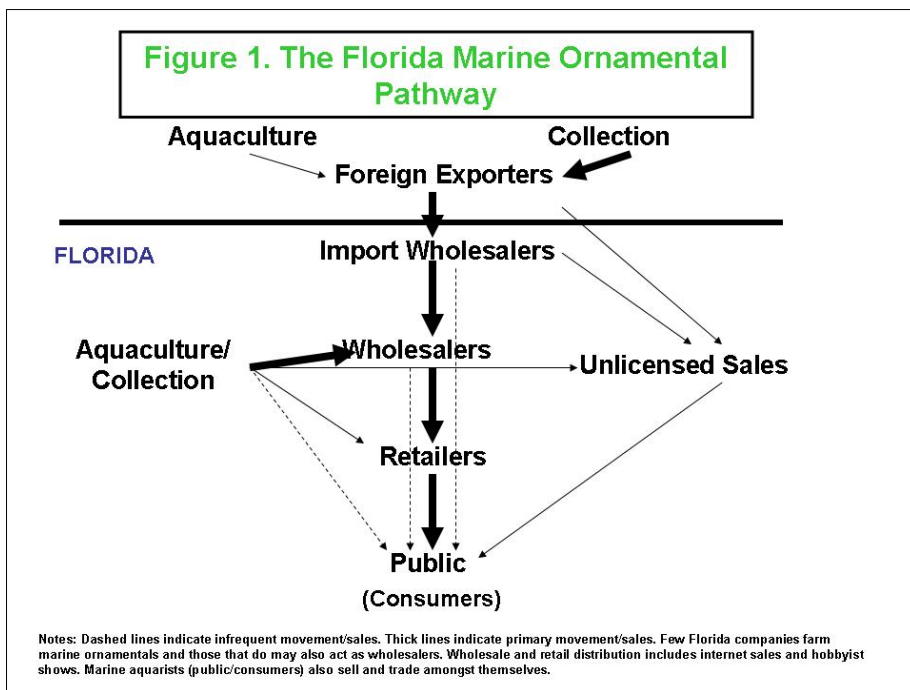 Figure 1. The Florida Marine Ornamental
Pathway
Aquaculture
Collection
Foreign Exporters
FLORIDA
Import Wholesalers
Aquaculture/
Collection
Wholesalers
Unlicensed Sales
Retailers
Public
(Consumers)
Notes: Dashed lines indicate infrequent movement/sales. Thick lines indicate primary movement/sales. Few Florida companies farm
marine ornamentals and those that do may also act as wholesalers. Wholesale and retail distribution includes internet sales and hobbyist
shows. Marine aquarists (public/consumers) also sell and trade amongst themselves.